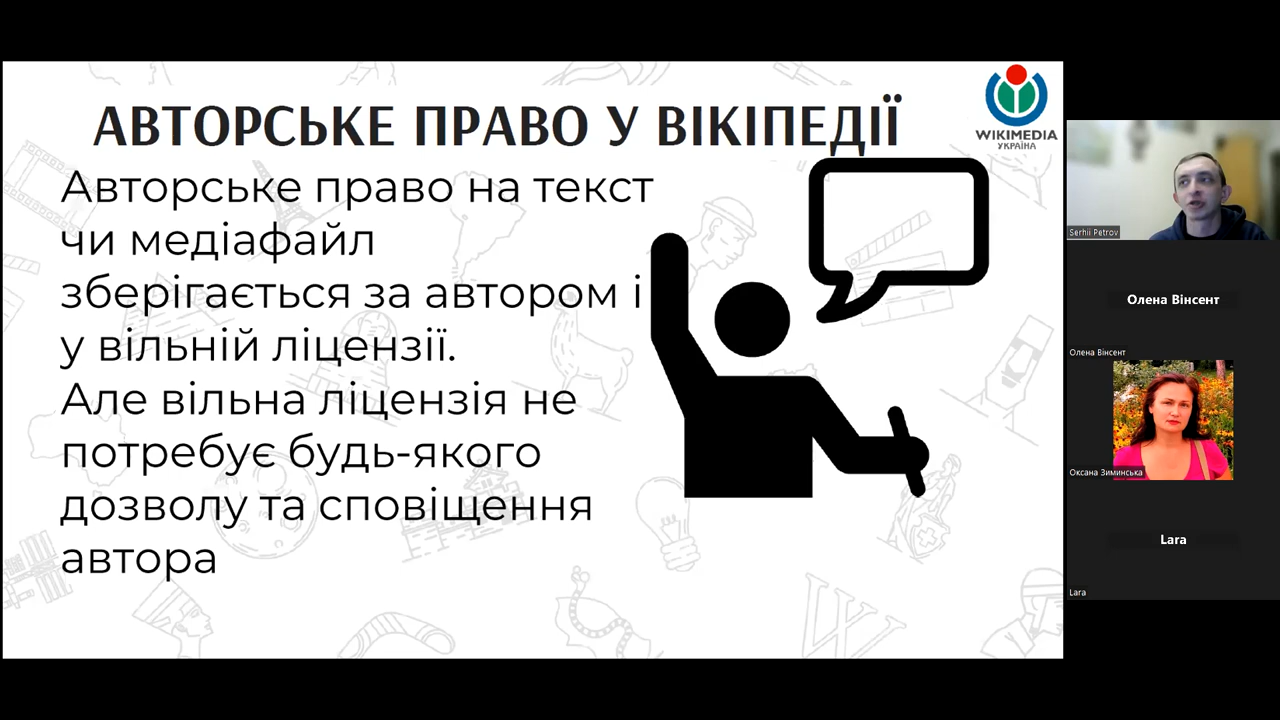 АВТОРСЬКЕ ПРАВО У ВІКІПЕДІЇ
WIKIMEDIA
УКРАЇНА
Авторське право на текст
чи медіафайл
зберігається за автором і
у вільній ліцензії.
Але вільна ліцензія не
потребує будь-якого
дозволу та сповіщення
автора
Serhii Petrov
Олена Вінсент
Олена Вінсент
Оксана Зиминська
Lara
Lara